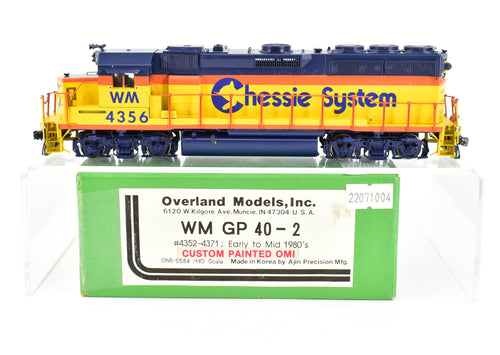 WM
4356
Chessie System
22071004
Overland Models, Inc.
6120 W. Kilgore Ave. Muncie, IN 47304 U.S.A.
WM GP 40-2
#4352-4371; Early to Mid 1980's
CUSTOM PAINTED OMI
OMI-5584 /HO Scale Made in Korea by Ajin Precision Mfg.